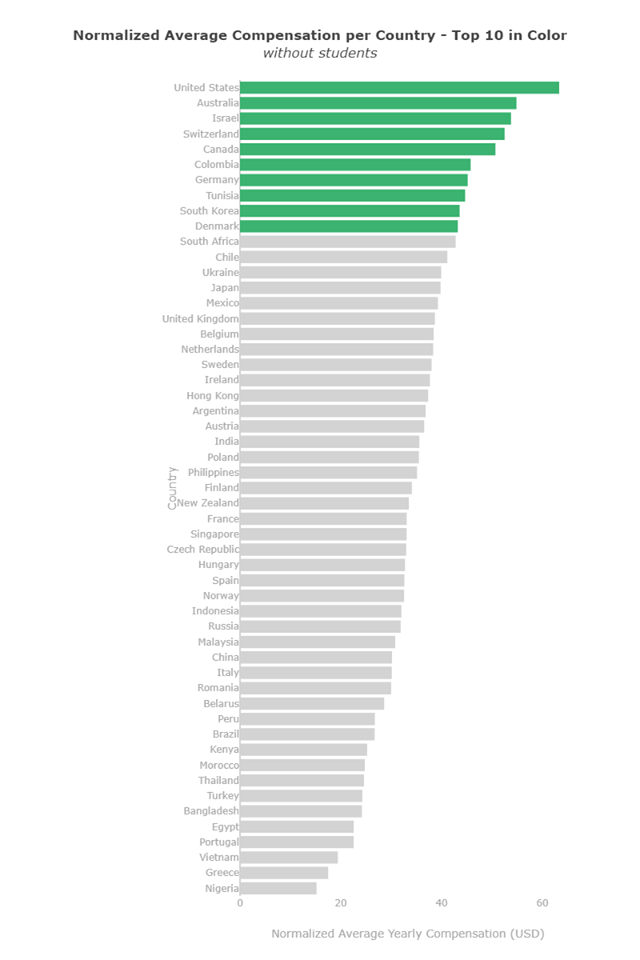 Normalized Average Compensation per Country - Top 10 in Color
without students
United States
Australia
Israel
Switzerland
Canada
Colombia
Germany
Tunisia
South Korea
Denmark
South Africa
Chile
Ukraine
Japan
Mexico
United Kingdom
Belgium
Netherlands
Sweden
Ireland
Hong Kong
Argentina
Austria
India
Poland
Philippines
Finland
New Zealand
France
Singapore
Czech Republic
Hungary
Spain
Norway
Indonesia
Russia
Malaysia
China
Italy
Romania
Belarus
Peru
Brazil
Kenya
Morocco
Thailand
Turkey
Bangladesh
Egypt
Portugal
Vietnam
Greece
Nigeria
Country
0 20 40 60
Normalized Average Yearly Compensation (USD)